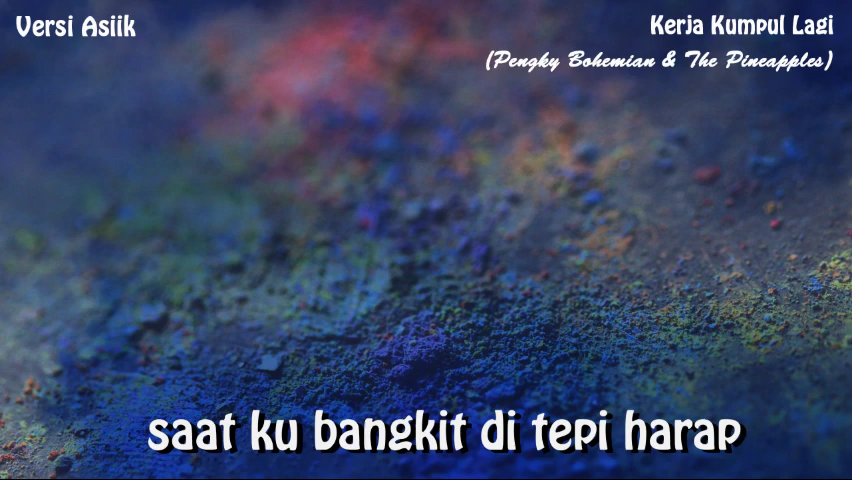 Versi Asiik
Kerja Kumpul Lagi
(Pengky Bohemian & The Pineapples)
saat ku bangkit di tepi harap